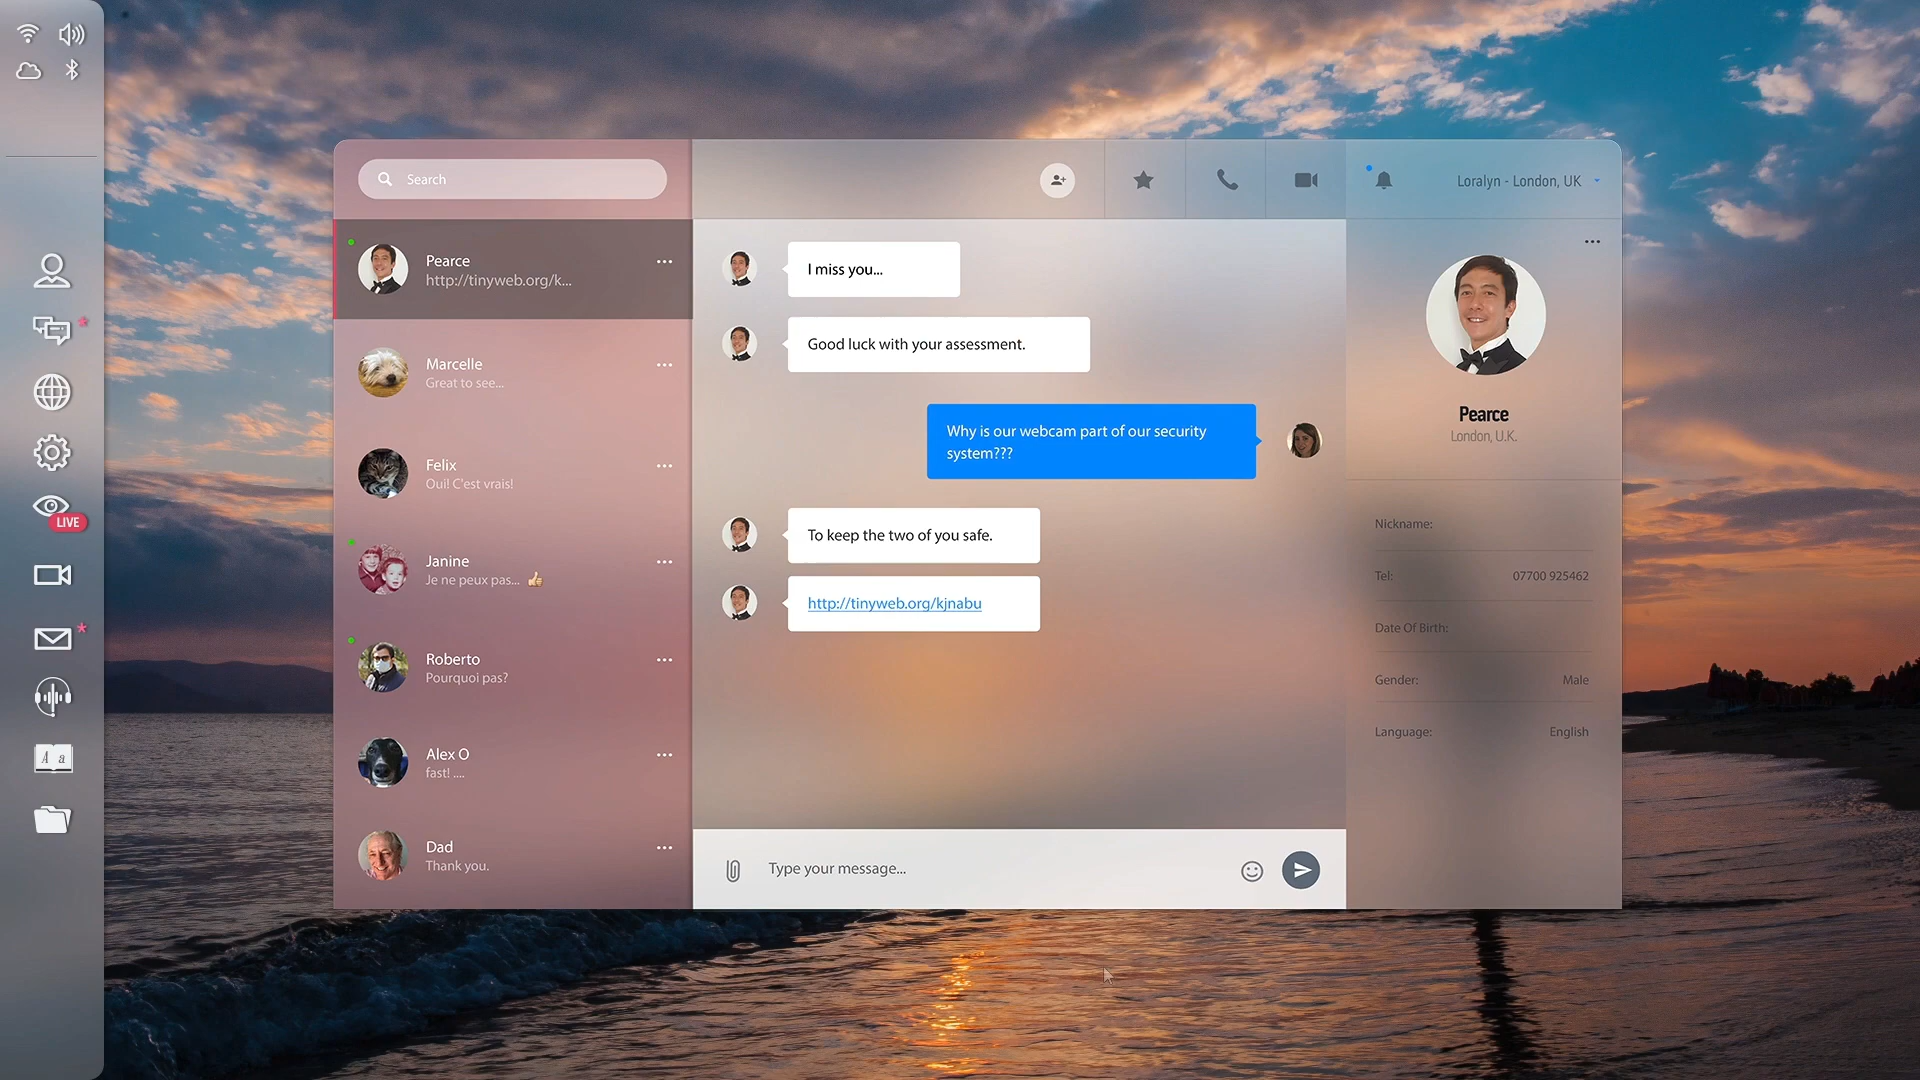 Search
Loralyn - London, UK
Pearce
http://tinyweb.org/k...
Marcelle
Great to see...
Felix
Oui! C'est vrai!
Janine
Je ne peux pas...
Roberto
Pourquoi pas?
Alex O
fast! ....
Dad
Thank you.
I miss you...
Good luck with your assessment.
Why is our webcam part of our security
system???
To keep the two of you safe.
http://tinyweb.org/kjnabu
Type your message...
Pearce
London, U.K.
Nickname:
Tel: 07700 925462
Date Of Birth:
Gender: Male
Language: English
LIVE
A a